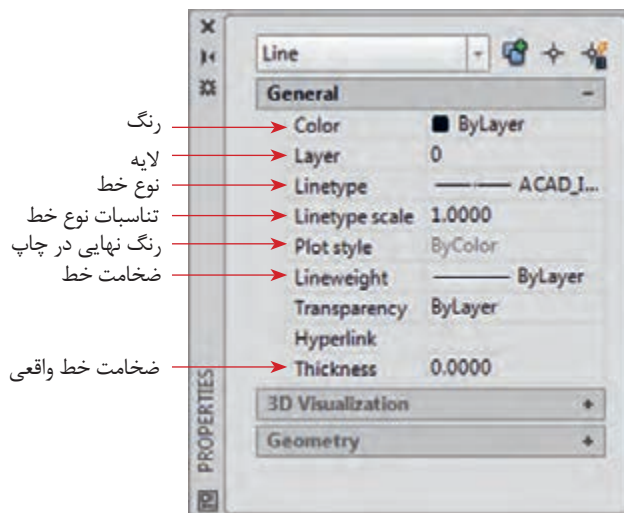 Line
General
رنگ Color ByLayer
لایه Layer 0
نوع خط Linetype ACAD_I...
تناسبات نوع خط Linetype scale 1.0000
رنگ نهایی در چاپ Plot style ByColor
ضخامت خط Lineweight ByLayer
Transparency ByLayer
Hyperlink
ضخامت خط واقعی Thickness 0.0000
3D Visualization
Geometry
PROPERTIES